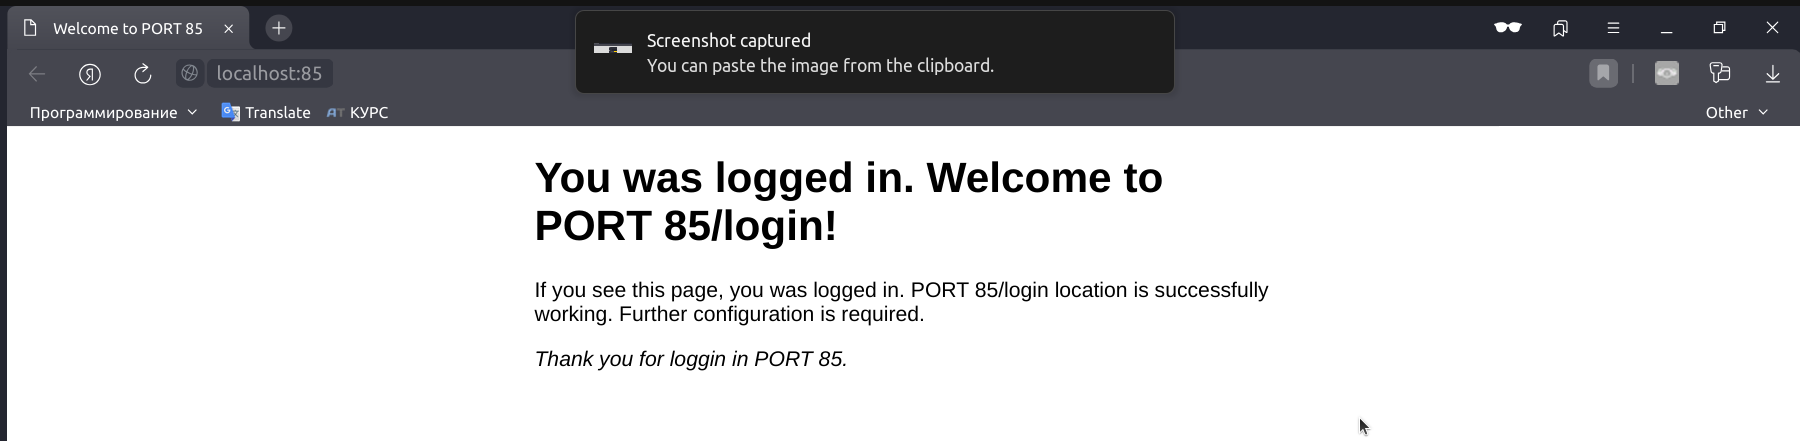 Welcome to PORT 85
Screenshot captured
You can paste the image from the clipboard.
localhost:85
Программирование
Translate
AT КУРС
Other
You was logged in. Welcome to
PORT 85/login!
If you see this page, you was logged in. PORT 85/login location is successfully
working. Further configuration is required.
Thank you for loggin in PORT 85.